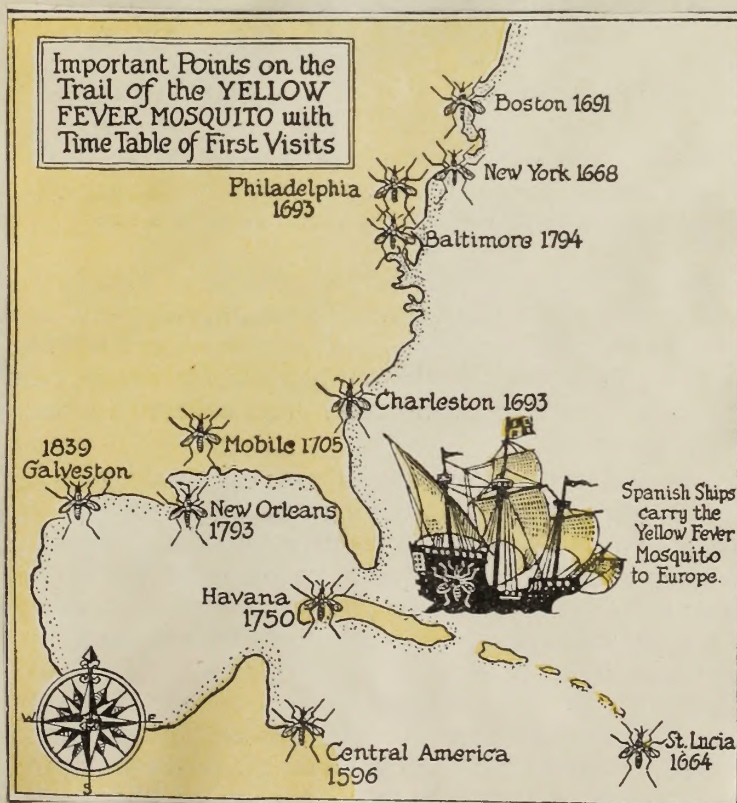 Important Points on the
Trail of the YELLOW
FEVER MOSQUITO with
Time Table of First Visits
Boston 1691
New York 1668
Philadelphia
1693
Baltimore 1794
Charleston 1693
Mobile 1705
1839
Galveston
New Orleans
1793
Spanish Ships
carry the
Yellow Fever
Mosquito
to Europe.
Havana
1750
St. Lucia
1664
Central America
1596
W
E
S